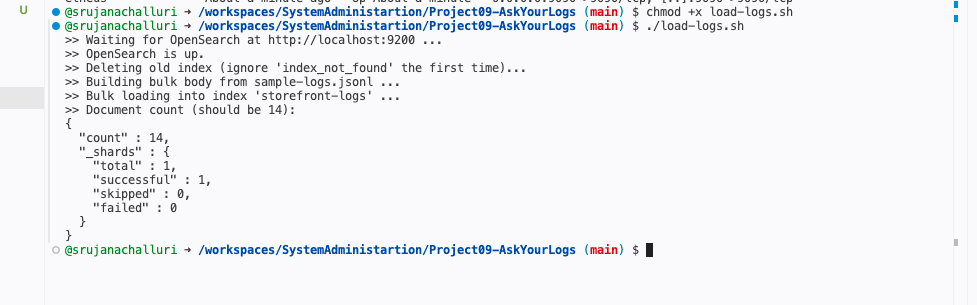 U
@srujanachalluri → /workspaces/SystemAdministartion/Project09-AskYourLogs (main) $ chmod +x load-logs.sh
@srujanachalluri → /workspaces/SystemAdministartion/Project09-AskYourLogs (main) $ ./load-logs.sh
>> Waiting for OpenSearch at http://localhost:9200 ...
>> OpenSearch is up.
>> Deleting old index (ignore 'index_not_found' the first time)...
>> Building bulk body from sample-logs.jsonl ...
>> Bulk loading into index 'storefront-logs' ...
>> Document count (should be 14):
{
  "count" : 14,
  "_shards" : {
    "total" : 1,
    "successful" : 1,
    "skipped" : 0,
    "failed" : 0
  }
}
@srujanachalluri → /workspaces/SystemAdministartion/Project09-AskYourLogs (main) $